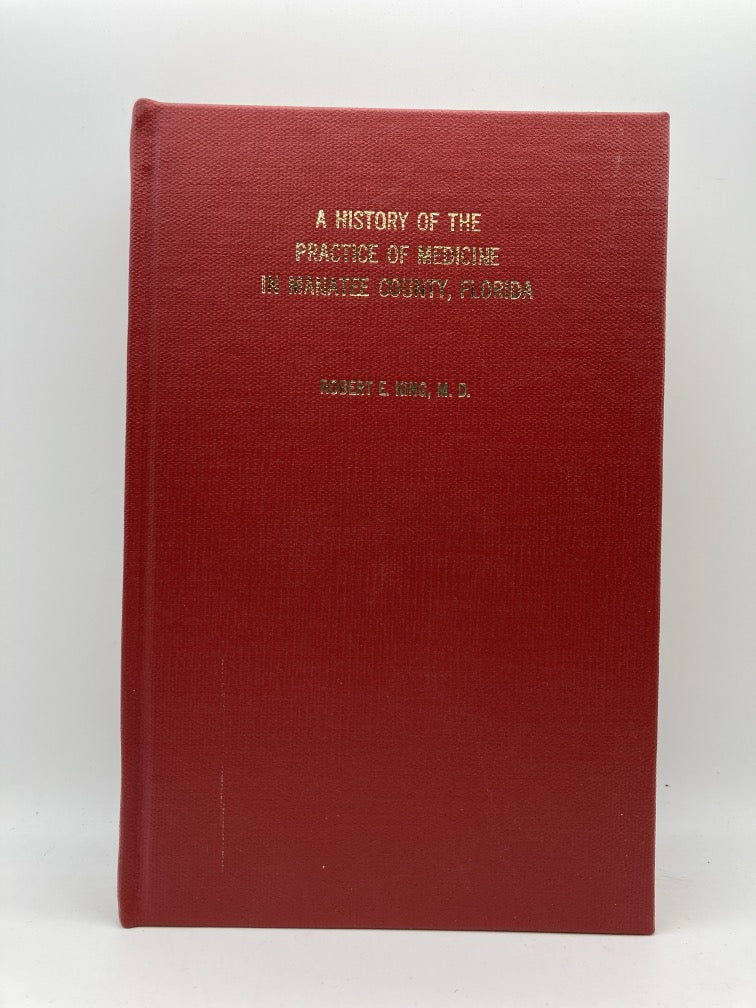 A HISTORY OF THE
PRACTICE OF MEDICINE
IN MANATEE COUNTY, FLORIDA
ROBERT E. KING, M. D.